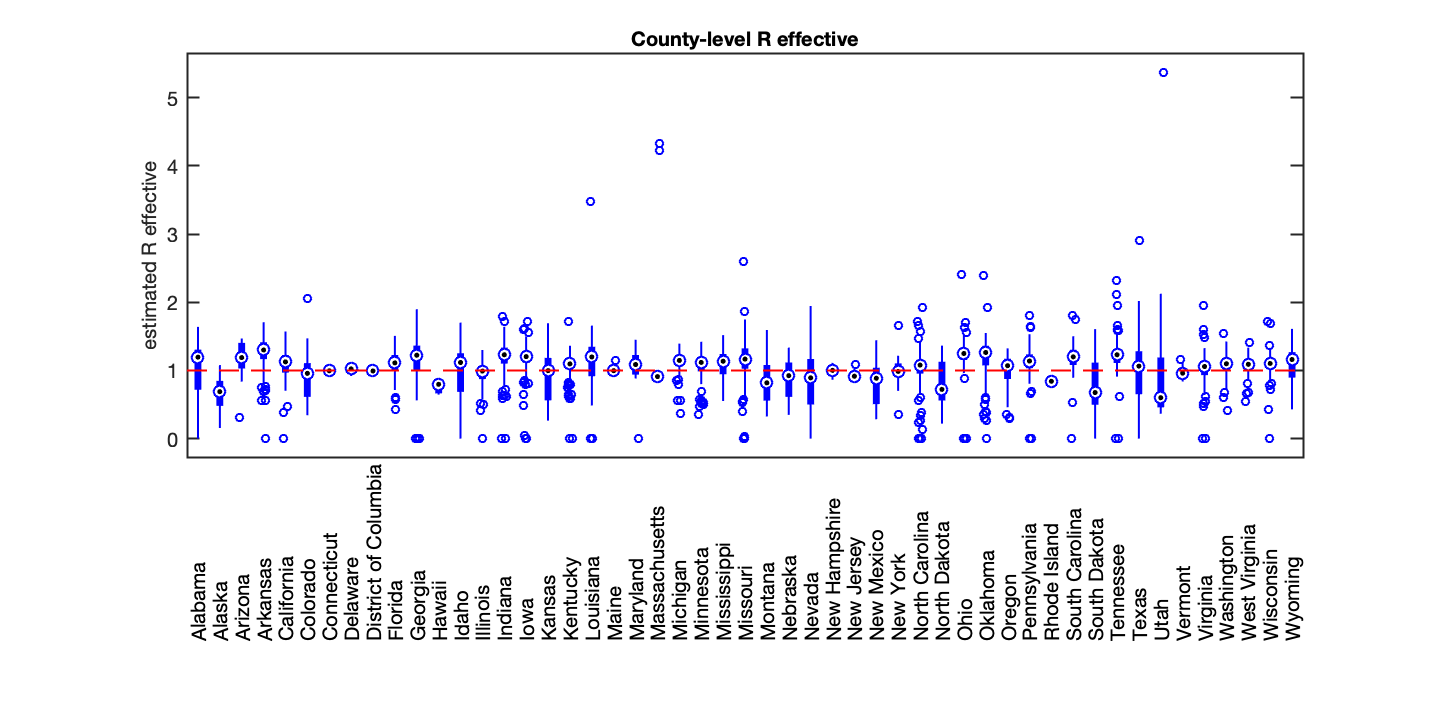 County-level R effective
estimated R effective
5
4
3
2
1
0
Alabama
Alaska
Arizona
Arkansas
California
Colorado
Connecticut
Delaware
District of Columbia
Florida
Georgia
Hawaii
Idaho
Illinois
Indiana
Iowa
Kansas
Kentucky
Louisiana
Maine
Maryland
Massachusetts
Michigan
Minnesota
Mississippi
Missouri
Montana
Nebraska
Nevada
New Hampshire
New Jersey
New Mexico
New York
North Carolina
North Dakota
Ohio
Oklahoma
Oregon
Pennsylvania
Rhode Island
South Carolina
South Dakota
Tennessee
Texas
Utah
Vermont
Virginia
Washington
West Virginia
Wisconsin
Wyoming